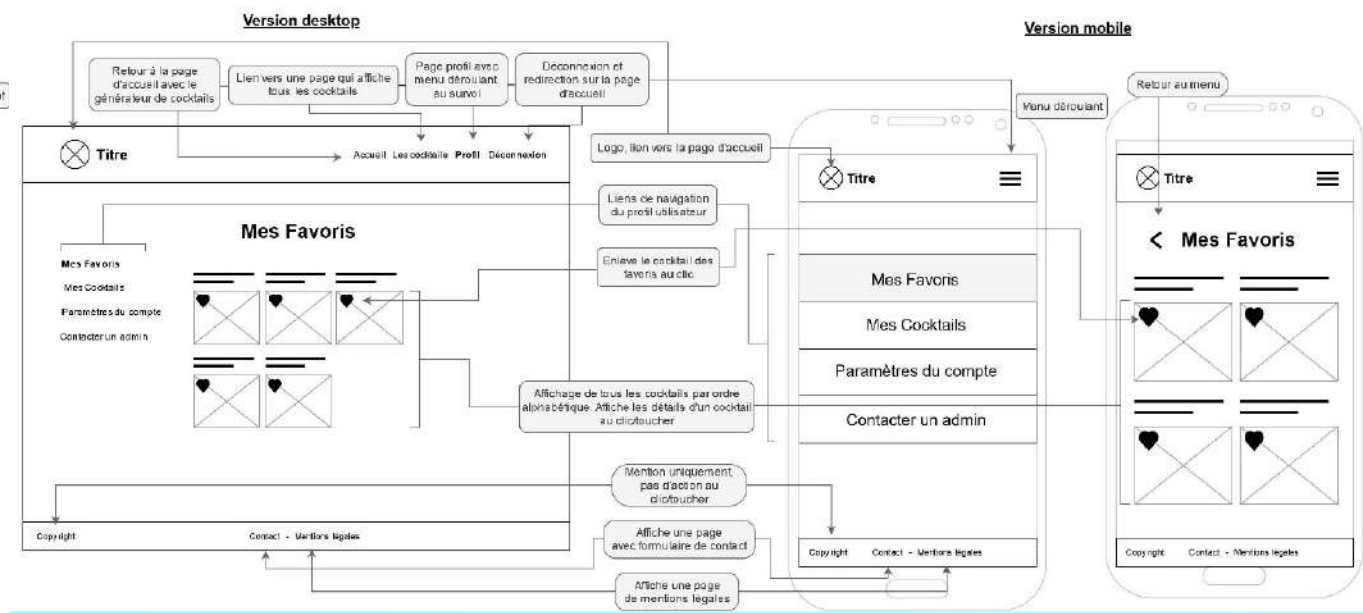 Version desktop
Version mobile
Retour à la page
d'accueil avec le
générateur de cocktails
Lien vers une page qui affiche
tous les cocktails
Page profil avec
menu déroulant
au survol
Déconnexion et
redirection sur la page
d'accueil
Menu déroulant
Retour au menu
Titre
Accueil Les cocktails Profil Déconnexion
Logo, lien vers la page d'accueil
Titre
Titre
Liens de navigation
du profil utilisateur
Mes Favoris
Mes Favoris
Mes Cocktails
Paramètres du compte
Contacter un admin
Enlève le cocktail des
favoris au clic
Mes Favoris
Mes Cocktails
Paramètres du compte
Contacter un admin
Mes Favoris
Affichage de tous les cocktails par ordre
alphabétique. Affiche les détails d'un cocktail
au clic/toucher
Mention uniquement,
pas d'action au
clic/toucher
Copyright
Contact - Mentions légales
Affiche une page
avec formulaire de contact
Copyright
Contact - Mentions légales
Copyright
Contact - Mentions légales
Affiche une page
de mentions légales